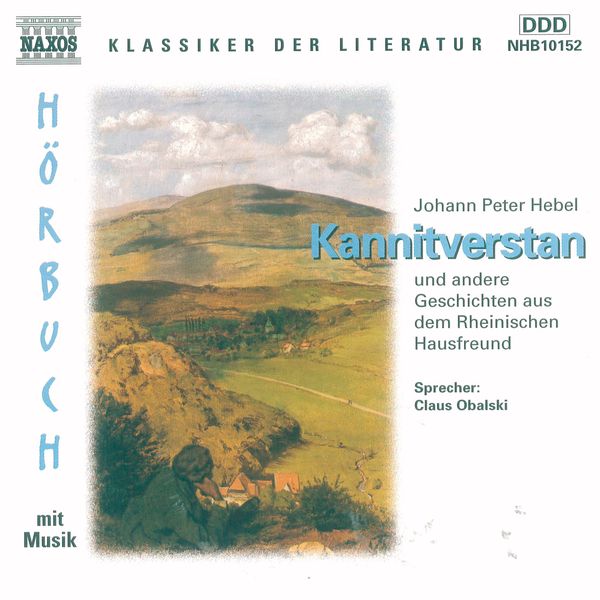 NAXOS
KLASSIKER DER LITERATUR
DDD
NHB10152
HÖRBUCH
mit
Musik
Johann Peter Hebel
Kannitverstan
und andere
Geschichten aus
dem Rheinischen
Hausfreund
Sprecher:
Claus Obalski